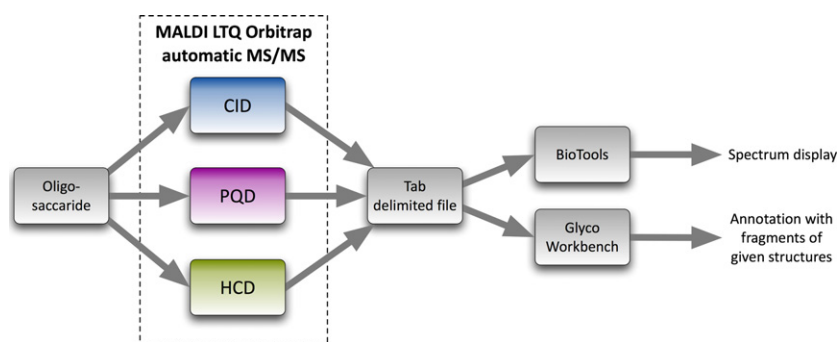 MALDI LTQ Orbitrap
automatic MS/MS
CID
Oligo-
saccaride
PQD
HCD
Tab
delimited file
BioTools
Spectrum display
Glyco
Workbench
Annotation with
fragments of
given structures